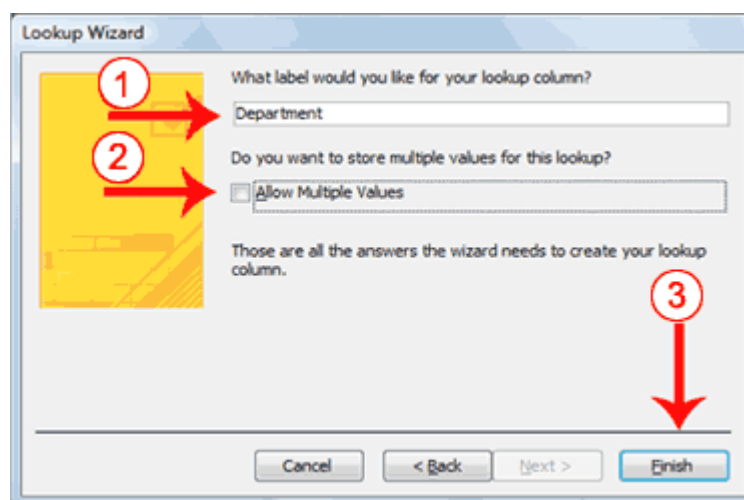 Lookup Wizard
1
What label would you like for your lookup column?
Department
2
Do you want to store multiple values for this lookup?
Allow Multiple Values
Those are all the answers the wizard needs to create your lookup
column.
3
Cancel
< Back
Next >
Finish